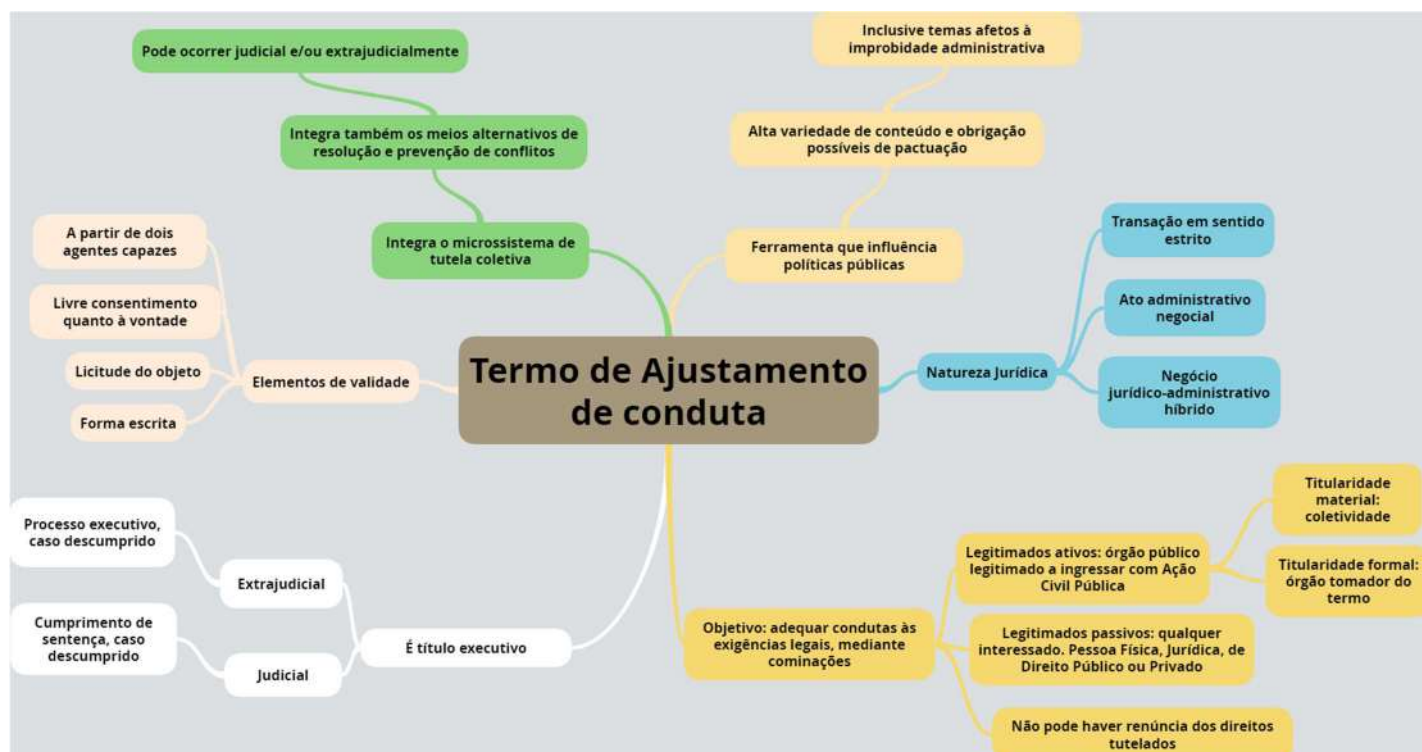 Pode ocorrer judicial e/ou extrajudicialmente
Integra também os meios alternativos de
resolução e prevenção de conflitos
Integra o microssistema de
tutela coletiva
Inclusive temas afetos à
improbidade administrativa
Alta variedade de conteúdo e obrigação
possíveis de pactuação
Ferramenta que influência
políticas públicas
A partir de dois
agentes capazes
Livre consentimento
quanto à vontade
Licitude do objeto
Forma escrita
Elementos de validade
Termo de Ajustamento
de conduta
Natureza Jurídica
Transação em sentido
estrito
Ato administrativo
negocial
Negócio
jurídico-administrativo
híbrido
Processo executivo,
caso descumprido
Extrajudicial
Cumprimento de
sentença, caso
descumprido
Judicial
É título executivo
Objetivo: adequar condutas às
exigências legais, mediante
cominações
Legitimados ativos: órgão público
legitimado a ingressar com Ação
Civil Pública
Titularidade
material:
coletividade
Titularidade formal:
órgão tomador do
termo
Legitimados passivos: qualquer
interessado. Pessoa Física, Jurídica, de
Direito Público ou Privado
Não pode haver renúncia dos direitos
tutelados